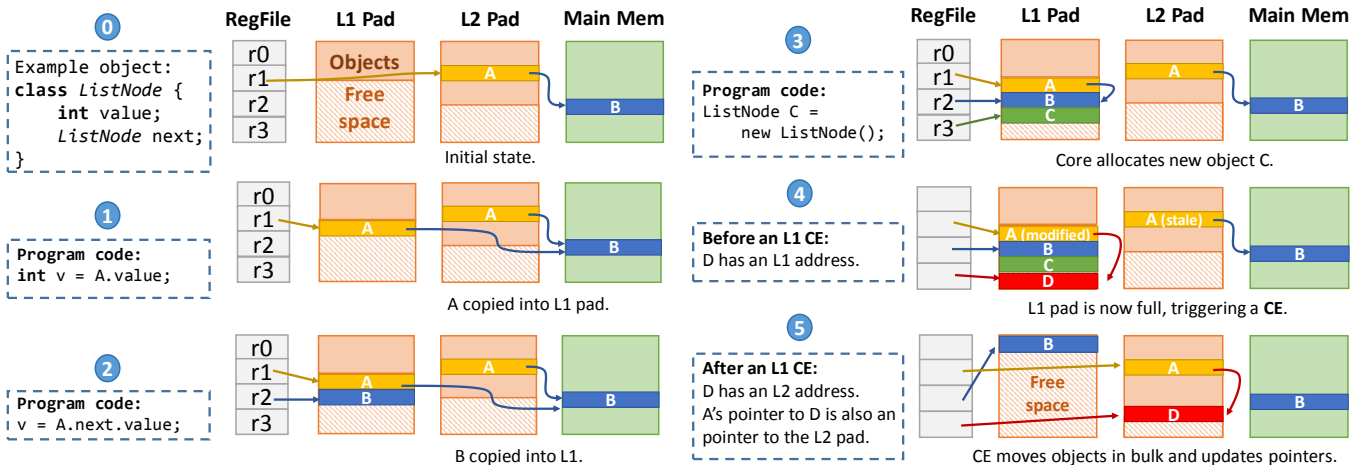 0
RegFile L1 Pad L2 Pad Main Mem
Example object:
class ListNode {
int value;
ListNode next;
}
r0
r1
r2
r3
Objects
Free
space
A
B
Initial state.
1
Program code:
int v = A.value;
r0
r1
r2
r3
A
A
B
A copied into L1 pad.
2
Program code:
v = A.next.value;
r0
r1
r2
r3
A
B
A
B
B copied into L1.
3
RegFile L1 Pad L2 Pad Main Mem
Program code:
ListNode C =
new ListNode();
r0
r1
r2
r3
A
B
C
A
B
Core allocates new object C.
4
Before an L1 CE:
D has an L1 address.
A (modified)
B
C
D
A (stale)
B
L1 pad is now full, triggering a CE.
5
After an L1 CE:
D has an L2 address.
A's pointer to D is also an
pointer to the L2 pad.
B
Free
space
A
D
B
CE moves objects in bulk and updates pointers.